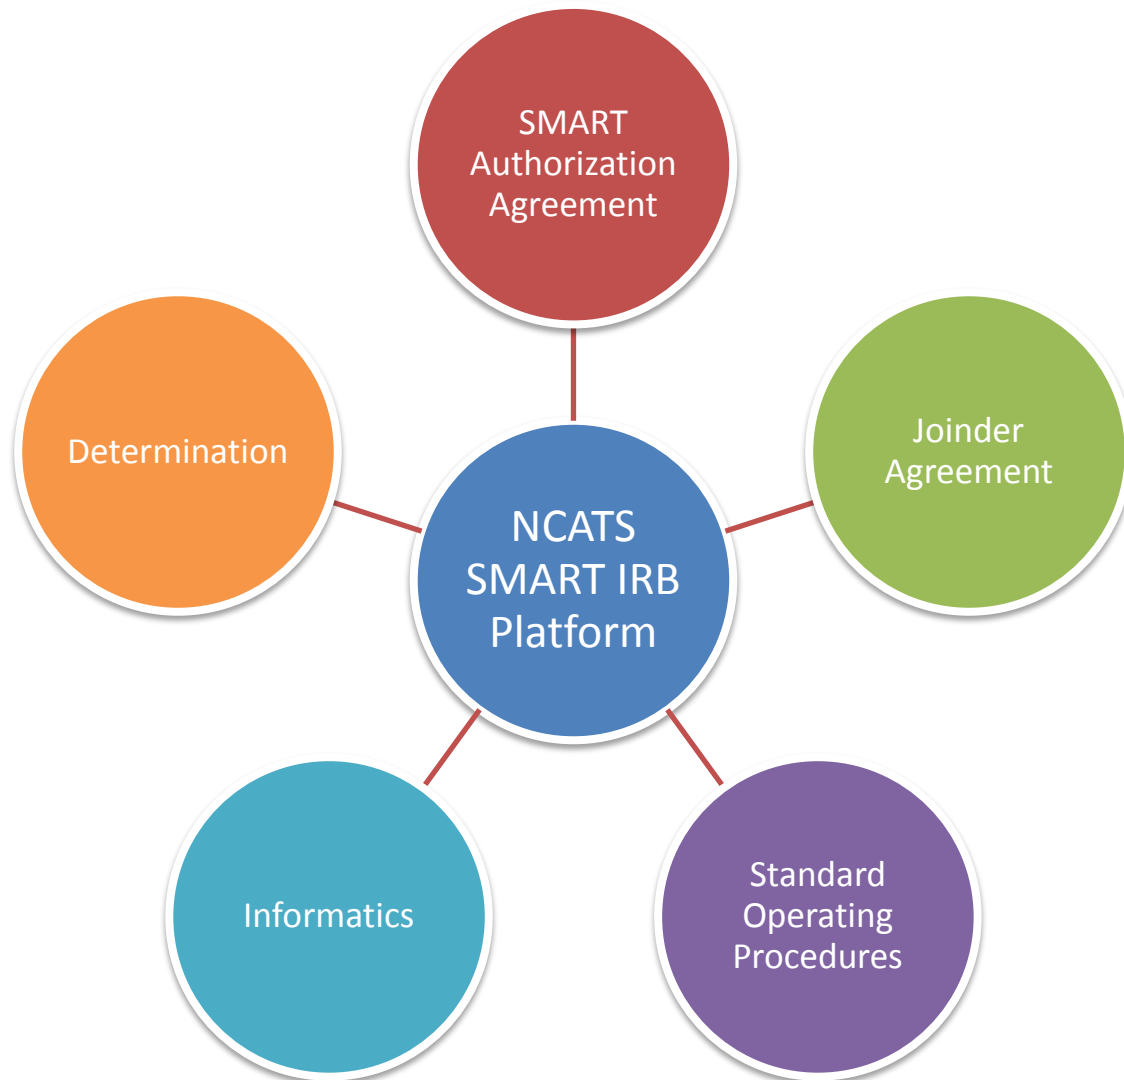 SMART
Authorization
Agreement
Determination
Joinder
Agreement
NCATS
SMART IRB
Platform
Informatics
Standard
Operating
Procedures